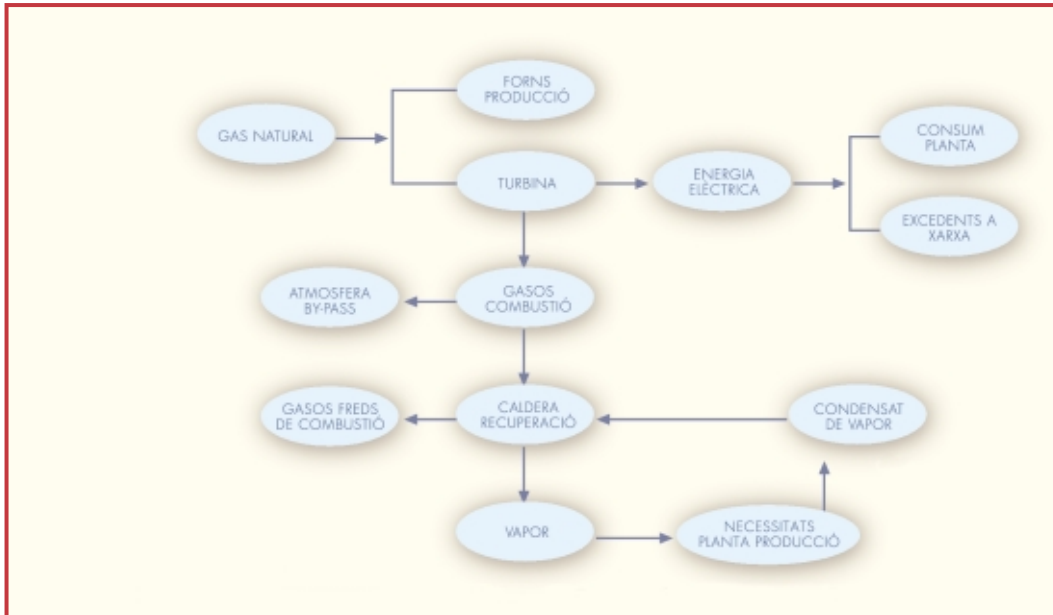 FORNS
PRODUCCIÓ
GAS NATURAL
CONSUM
PLANTA
TURBINA
ENERGIA
ELÈCTRICA
EXCEDENTS A
XARXA
ATMOSFERA
BY-PASS
GASOS
COMBUSTIÓ
GASOS FREDS
DE COMBUSTIÓ
CALDERA
RECUPERACIÓ
CONDENSAT
DE VAPOR
VAPOR
NECESSITATS
PLANTA PRODUCCIÓ